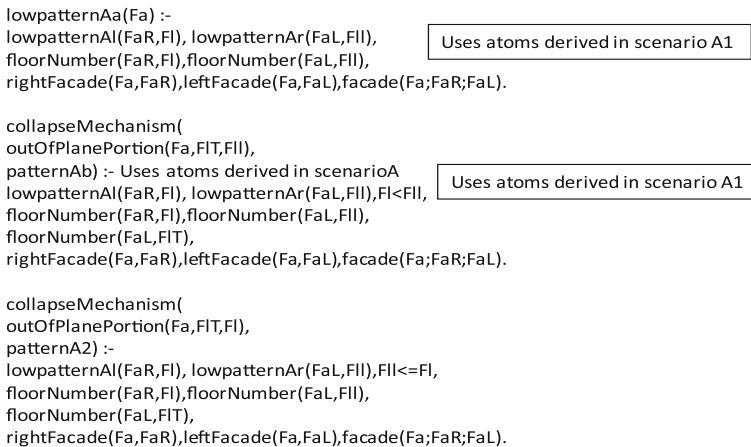 lowpatternAa(Fa) :-
lowpatternAl(FaR,Fl), lowpatternAr(FaL,Fll),
Uses atoms derived in scenario A1
floorNumber(FaR,Fl),floorNumber(FaL,Fll),
rightFacade(Fa,FaR),leftFacade(Fa,FaL),facade(Fa;FaR;FaL).
collapseMechanism(
outOfPlanePortion(Fa,FlT,Fll),
patternAb) :- Uses atoms derived in scenarioA
Uses atoms derived in scenario A1
lowpatternAl(FaR,Fl), lowpatternAr(FaL,Fll),Fl<Fll,
floorNumber(FaR,Fl),floorNumber(FaL,Fll),
floorNumber(FaL,FlT),
rightFacade(Fa,FaR),leftFacade(Fa,FaL),facade(Fa;FaR;FaL).
collapseMechanism(
outOfPlanePortion(Fa,FlT,Fl),
patternA2) :-
lowpatternAl(FaR,Fl), lowpatternAr(FaL,Fll),Fll<=Fl,
floorNumber(FaR,Fl),floorNumber(FaL,Fll),
floorNumber(FaL,FlT),
rightFacade(Fa,FaR),leftFacade(Fa,FaL),facade(Fa;FaR;FaL).